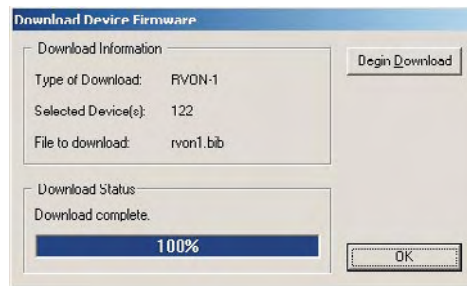 Download Device Firmware
Download Information
Begin Download
Type of Download: RVON-1
Selected Device(s): 122
File to download: rvon1.bib
Download Status
Download complete.
100%
OK